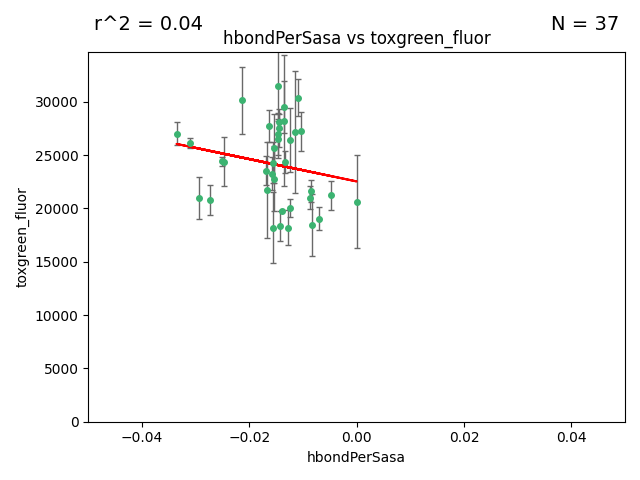 r^2 = 0.04
N = 37
hbondPerSasa vs toxgreen_fluor
toxgreen_fluor
30000
25000
20000
15000
10000
5000
0
−0.04
−0.02
0.00
0.02
0.04
hbondPerSasa